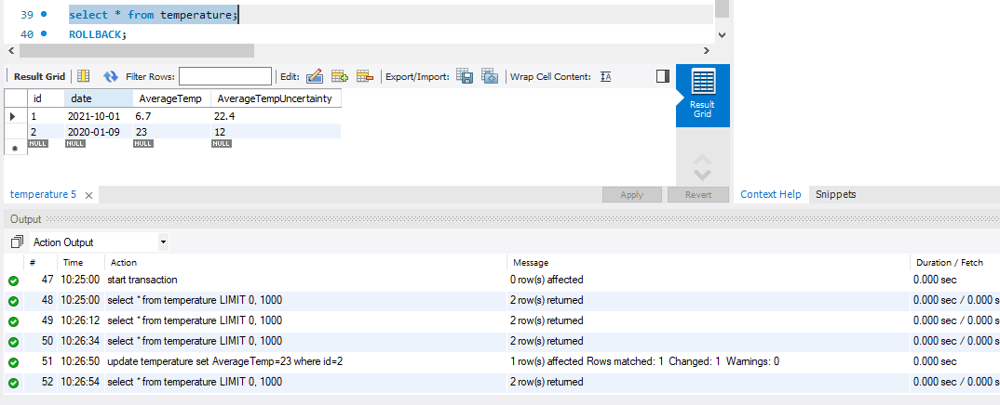 39 select * from temperature;
40 ROLLBACK;
Result Grid Filter Rows: Edit: Export/Import: Wrap Cell Content: IA
id date AverageTemp AverageTempUncertainty
1 2021-10-01 6.7 22.4
2 2020-01-09 23 12
NULL NULL NULL NULL
Result
Grid
temperature 5 Apply Revert Context Help Snippets
Output
Action Output
# Time Action Message Duration / Fetch
47 10:25:00 start transaction 0 row(s) affected 0.000 sec
48 10:25:00 select * from temperature LIMIT 0, 1000 2 row(s) returned 0.000 sec / 0.000 s
49 10:26:12 select * from temperature LIMIT 0, 1000 2 row(s) returned 0.000 sec / 0.000 s
50 10:26:34 select * from temperature LIMIT 0, 1000 2 row(s) returned 0.000 sec / 0.000 s
51 10:26:50 update temperature set AverageTemp=23 where id=2 1 row(s) affected Rows matched: 1 Changed: 1 Warnings: 0 0.000 sec
52 10:26:54 select * from temperature LIMIT 0, 1000 2 row(s) returned 0.000 sec / 0.000 s